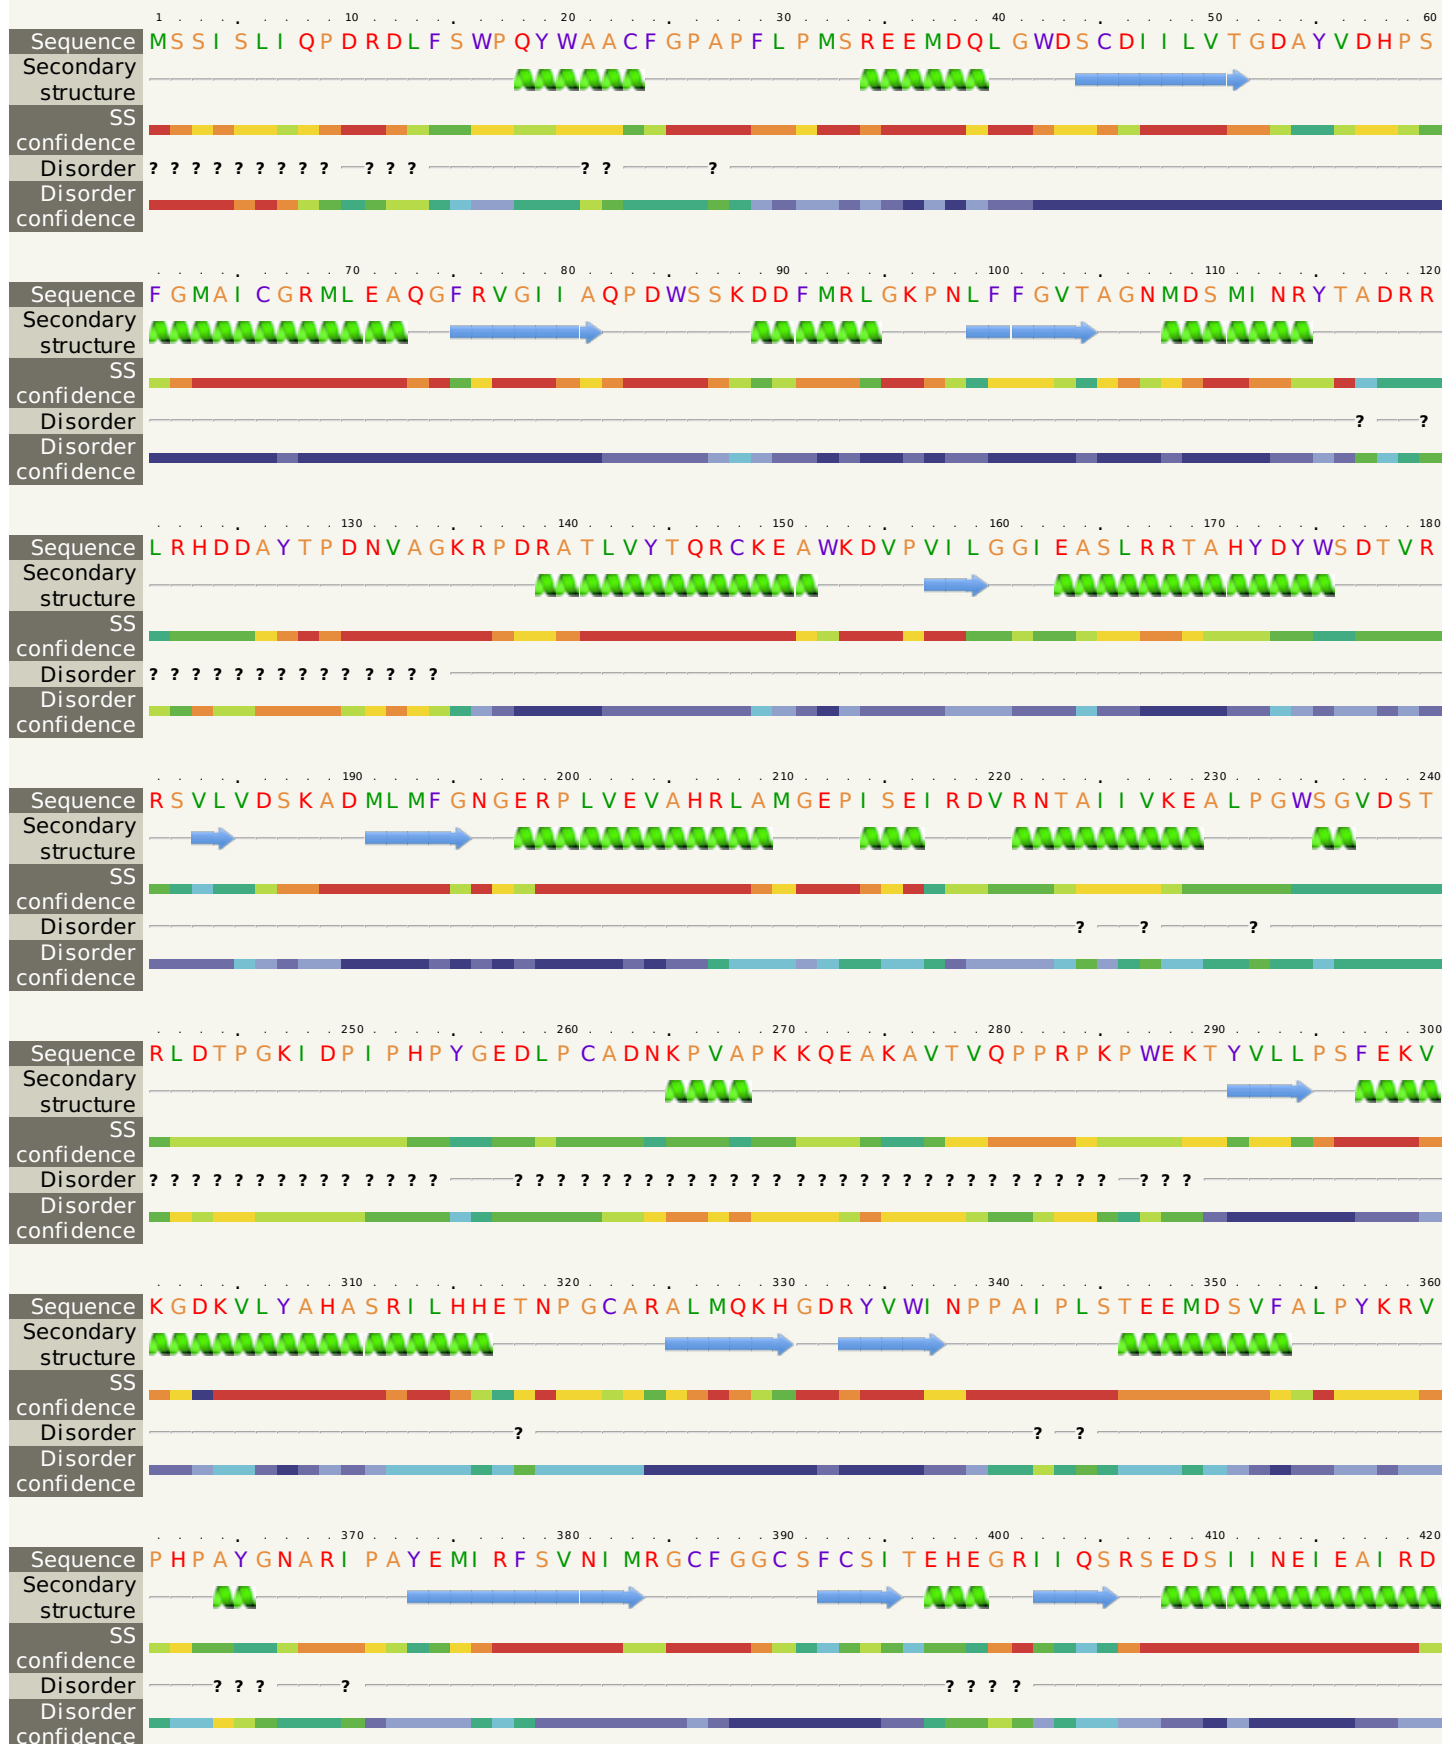 1 10 20 30 40 50 60
Sequence MSSISLIQPDRDLFSWPQYWAACFGPAPFLPMSREEMDQLGWDSCDIILVTGDAYVDHPS
Secondary
structure
SS
confidence
Disorder ? ? ? ? ? ? ? ? ? ? ? ? ? ? ?
Disorder
confidence
70 80 90 100 110 120
Sequence FGMAICGRMLEAQGFRVGIIAQPDWSSKDDFMRLGKPNLFFGVTAGNMDSMINRYTADRR
Secondary
structure
SS
confidence
Disorder ? ?
Disorder
confidence
130 140 150 160 170 180
Sequence LRHDDAYTPDNVAGKRPDRATLVYTQRCKEAWKDVPVILGGIEASLRRTAHYDYWSDTVR
Secondary
structure
SS
confidence
Disorder ? ? ? ? ? ? ? ? ? ? ? ? ? ?
Disorder
confidence
190 200 210 220 230 240
Sequence RSVLVDSKADMLMFGNGERPLVEVAHRLAMGEPISEIRDVRNTAIIVKEALPGWSGVDST
Secondary
structure
SS
confidence
Disorder ? ? ?
Disorder
confidence
250 260 270 280 290 300
Sequence RLDTPGKIDPIPHPYGEDLPCADNKPVAPKKQEAKAVTVQPPRPKPWEKTYVLLPSFEKV
Secondary
structure
SS
confidence
Disorder ? ? ? ? ? ? ? ? ? ? ? ? ? ? ? ? ? ? ? ? ? ? ? ? ? ? ? ? ? ? ? ? ? ? ? ? ? ? ? ? ? ? ? ? ?
Disorder
confidence
310 320 330 340 350 360
Sequence KGDKVLYAHASRILHHETNPGCARALMQKHGDRYVWINPPAIPLSTEEMDSVFALPYKRV
Secondary
structure
SS
confidence
Disorder ? ? ?
Disorder
confidence
370 380 390 400 410 420
Sequence PHPAYGNARIPAYEMIRFSVNIMRGCFGGCSFCSITEHEGRIIQSRSEDSIINEIEAIRD
Secondary
structure
SS
confidence
Disorder ? ? ? ? ? ? ? ?
Disorder
confidence